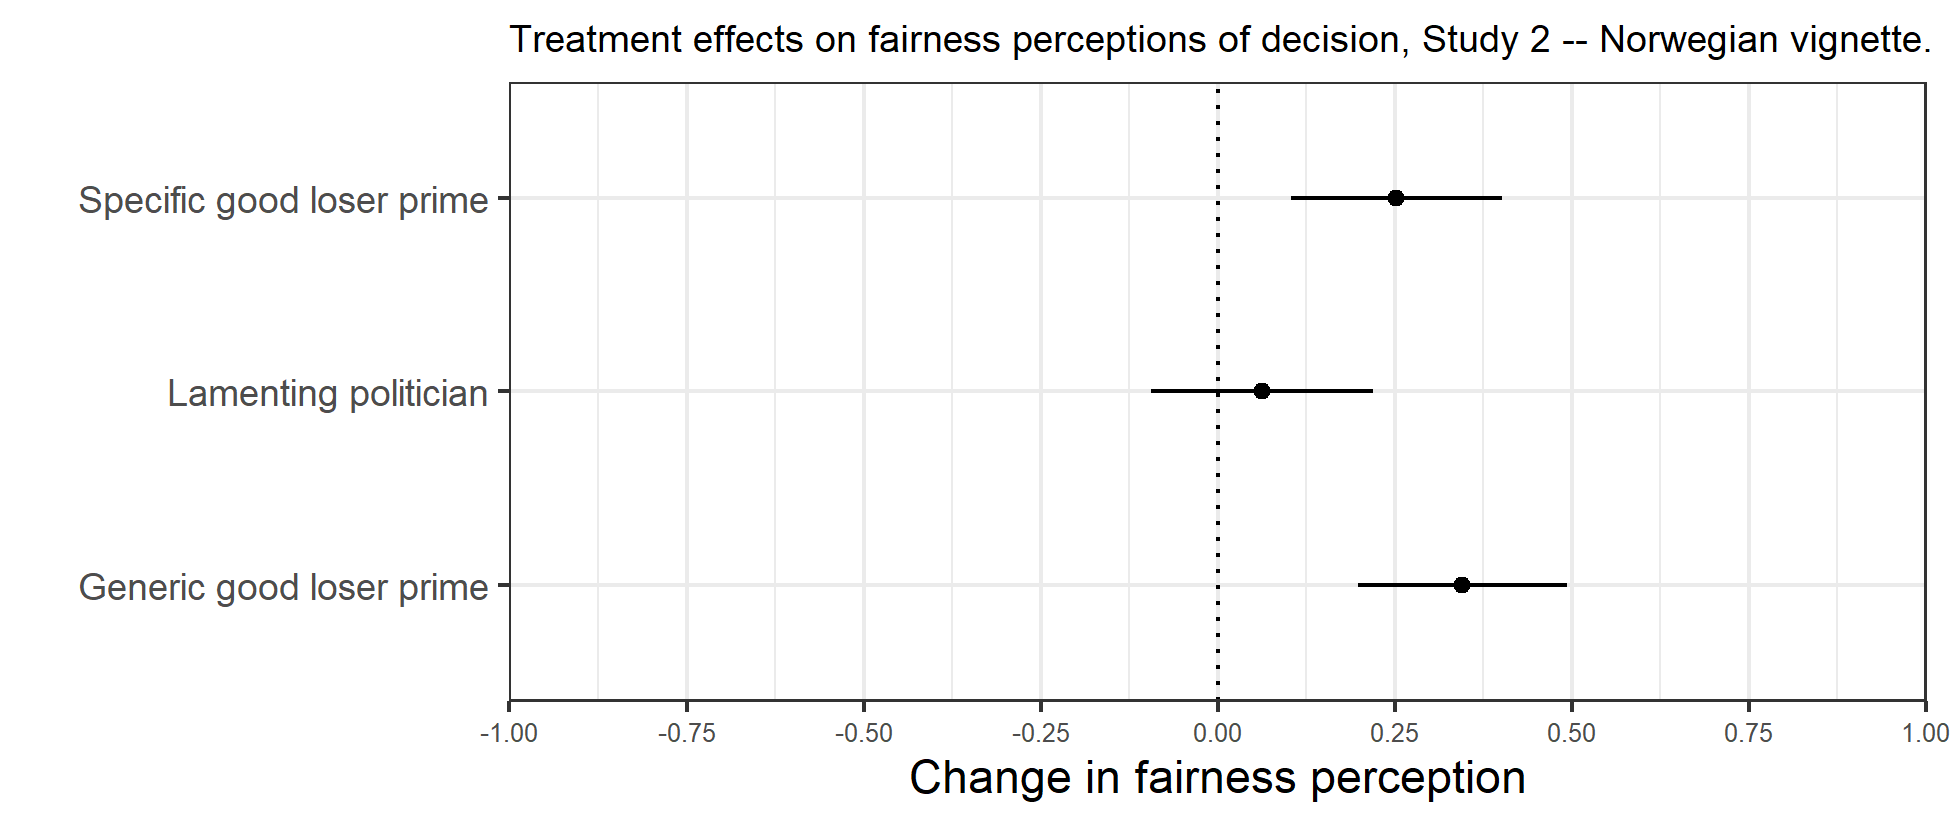 Treatment effects on fairness perceptions of decision, Study 2 -- Norwegian vignette.
Specific good loser prime
Lamenting politician
Generic good loser prime
-1.00 -0.75 -0.50 -0.25 0.00 0.25 0.50 0.75 1.00
Change in fairness perception